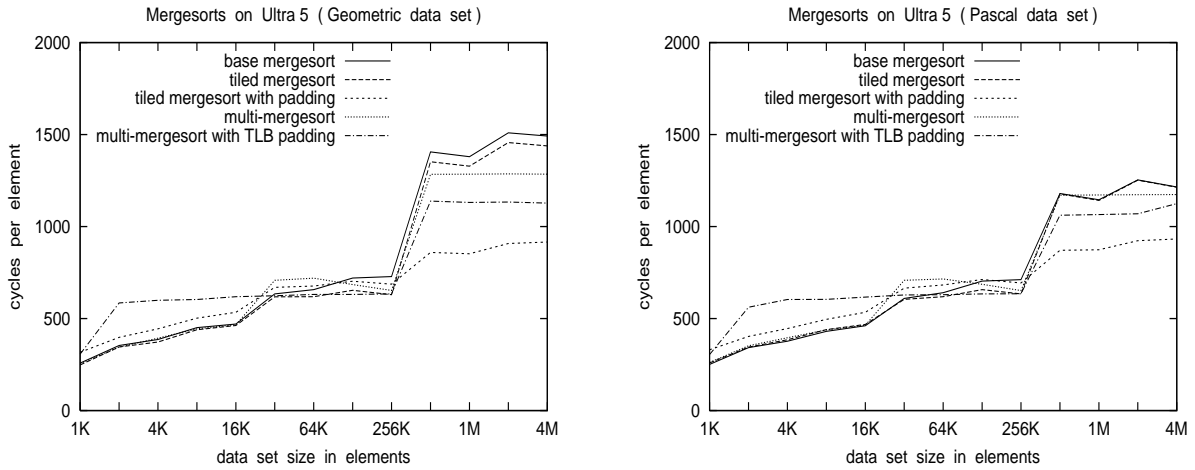 Mergesorts on Ultra 5 ( Geometric data set )
2000
1500
1000
500
0
cycles per element
base mergesort
tiled mergesort
tiled mergesort with padding
multi-mergesort
multi-mergesort with TLB padding
1K 4K 16K 64K 256K 1M 4M
data set size in elements
Mergesorts on Ultra 5 ( Pascal data set )
2000
1500
1000
500
0
cycles per element
base mergesort
tiled mergesort
tiled mergesort with padding
multi-mergesort
multi-mergesort with TLB padding
1K 4K 16K 64K 256K 1M 4M
data set size in elements